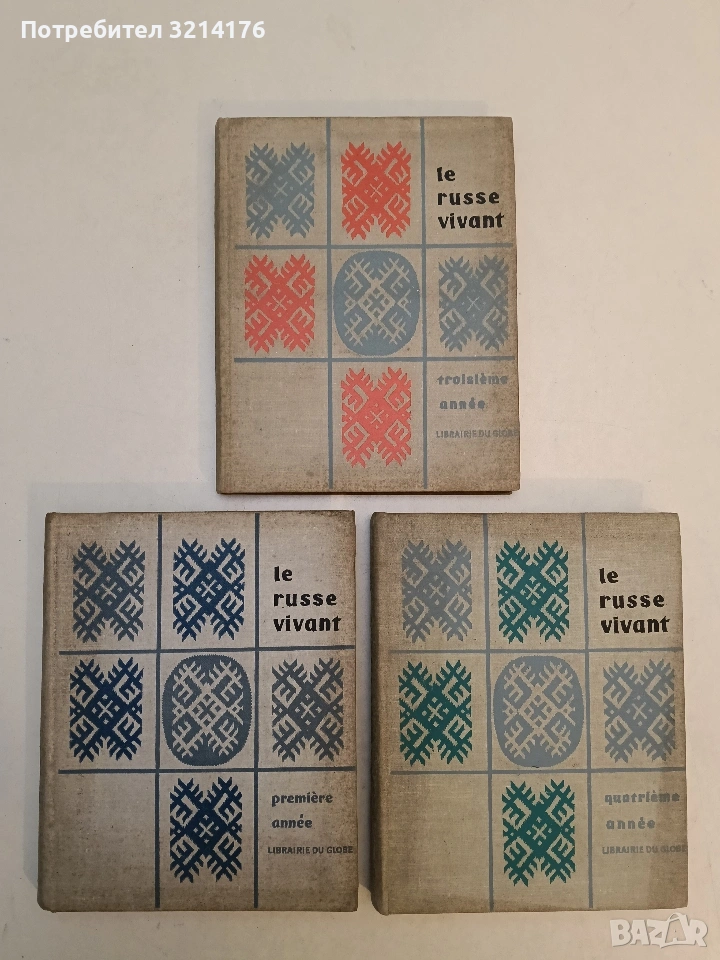 Потребител 3214176
le
russe
vivant
troisième
année
LIBRAIRIE DU GLOBE
le
russe
vivant
première
année
LIBRAIRIE DU GLOBE
le
russe
vivant
quatrième
année
LIBRAIRIE DU GLOBE
BAZAR